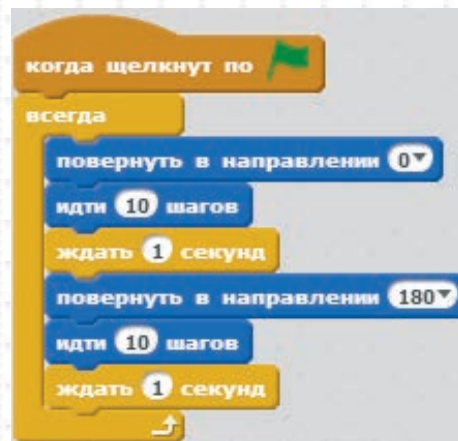 когда щелкнут по
всегда
повернуть в направлении 0
идти 10 шагов
ждать 1 секунд
повернуть в направлении 180
идти 10 шагов
ждать 1 секунд